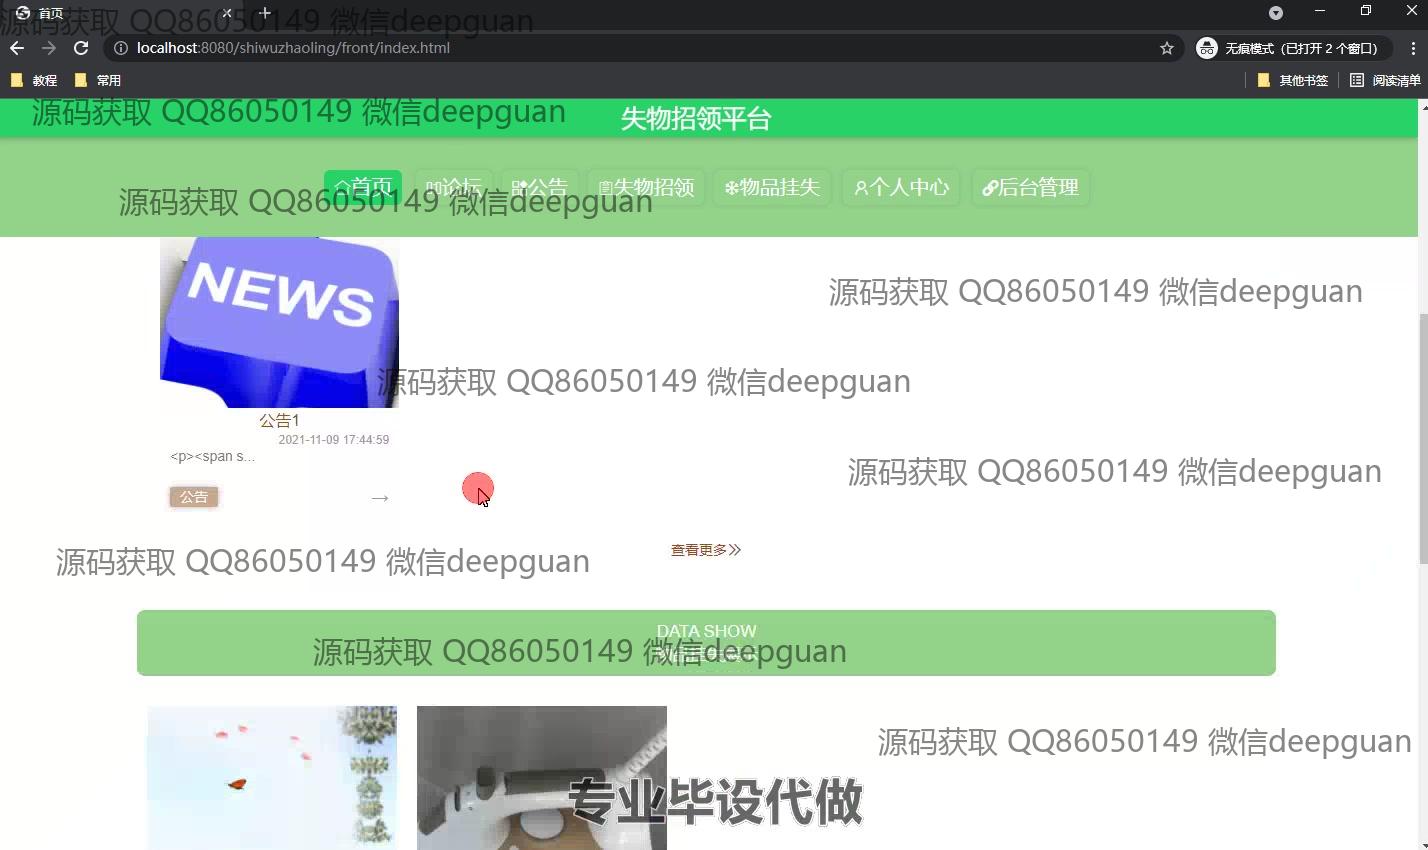 首页
源码获取 QQ86050149 微信deepguan
localhost:8080/shiwuzhaoling/front/index.html
无痕模式（已打开 2 个窗口）
教程
常用
其他书签
阅读清单
源码获取 QQ86050149 微信deepguan
失物招领平台
首页
论坛
公告
失物招领
物品挂失
个人中心
后台管理
源码获取 QQ86050149 微信deepguan
NEWS
源码获取 QQ86050149 微信deepguan
源码获取 QQ86050149 微信deepguan
公告1
2021-11-09 17:44:59
<p><span s...
源码获取 QQ86050149 微信deepguan
公告
→
查看更多
源码获取 QQ86050149 微信deepguan
DATA SHOW
源码获取 QQ86050149 微信deepguan
源码获取 QQ86050149 微信deepguan
专业毕设代做